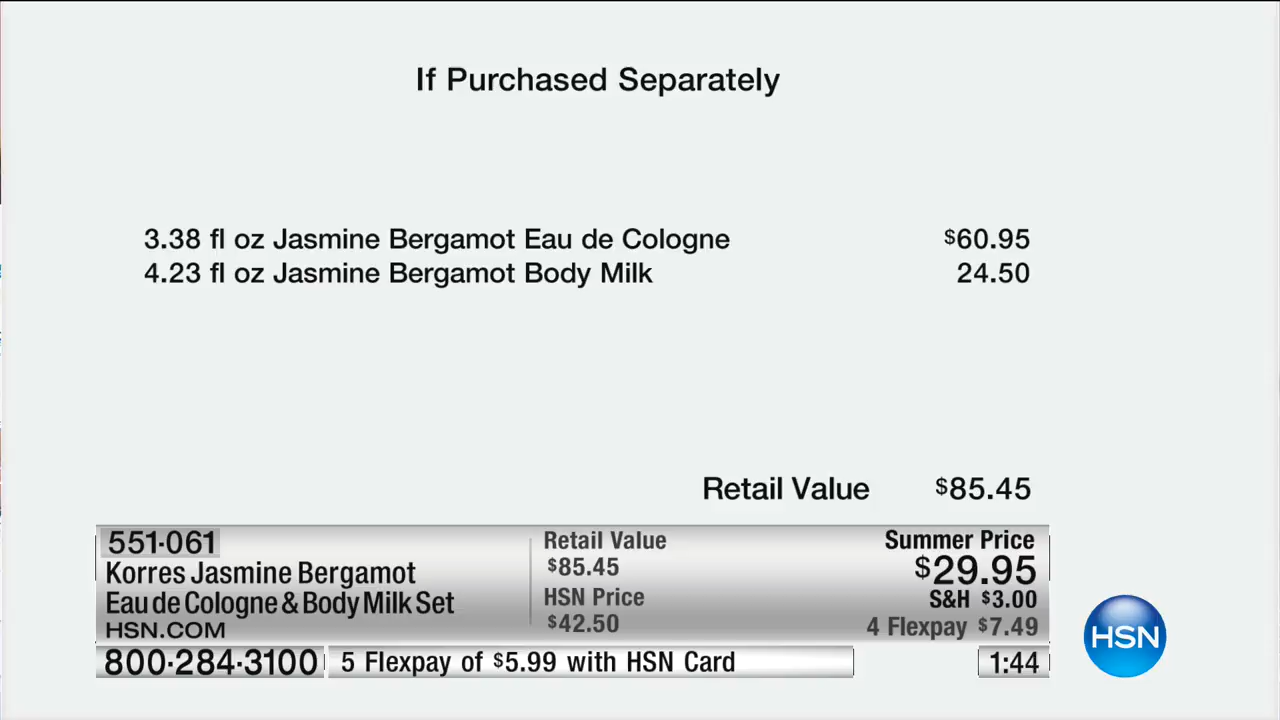 If Purchased Separately
3.38 fl oz Jasmine Bergamot Eau de Cologne $60.95
4.23 fl oz Jasmine Bergamot Body Milk 24.50
Retail Value $85.45
551·061
Korres Jasmine Bergamot
Eau de Cologne & Body Milk Set
HSN.COM
Retail Value
$85.45
HSN Price
$42.50
Summer Price
$29.95
S&H $3.00
4 Flexpay $7.49
800·284·3100
5 Flexpay of $5.99 with HSN Card
1:44
HSN